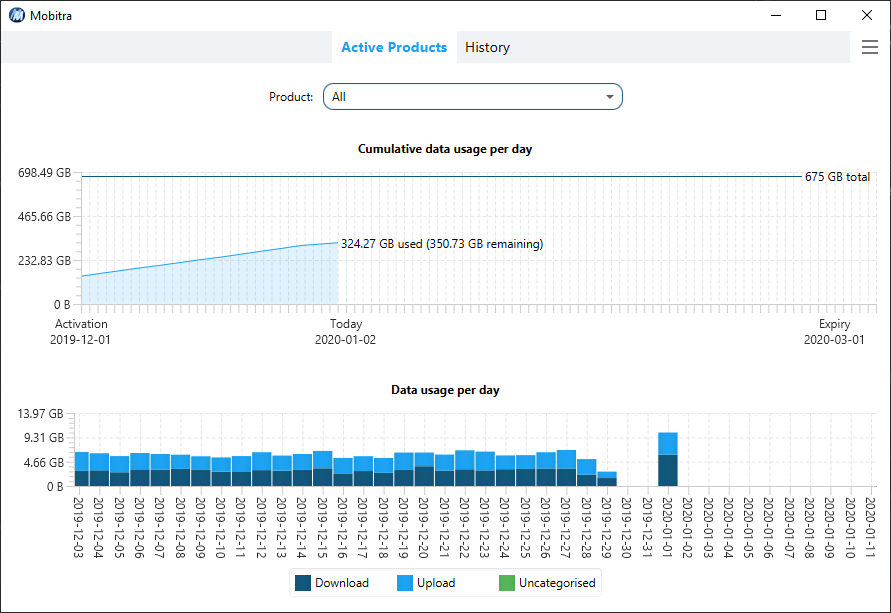 Mobitra
Active Products
History
Product:
All
Cumulative data usage per day
698.49 GB
465.66 GB
232.83 GB
0 B
675 GB total
324.27 GB used (350.73 GB remaining)
Activation
2019-12-01
Today
2020-01-02
Expiry
2020-03-01
Data usage per day
13.97 GB
9.31 GB
4.66 GB
0 B
2019-12-03
2019-12-04
2019-12-05
2019-12-06
2019-12-07
2019-12-08
2019-12-09
2019-12-10
2019-12-11
2019-12-12
2019-12-13
2019-12-14
2019-12-15
2019-12-16
2019-12-17
2019-12-18
2019-12-19
2019-12-20
2019-12-21
2019-12-22
2019-12-23
2019-12-24
2019-12-25
2019-12-26
2019-12-27
2019-12-28
2019-12-29
2019-12-30
2019-12-31
2020-01-01
2020-01-02
2020-01-03
2020-01-04
2020-01-05
2020-01-06
2020-01-07
2020-01-08
2020-01-09
2020-01-10
2020-01-11
Download
Upload
Uncategorised